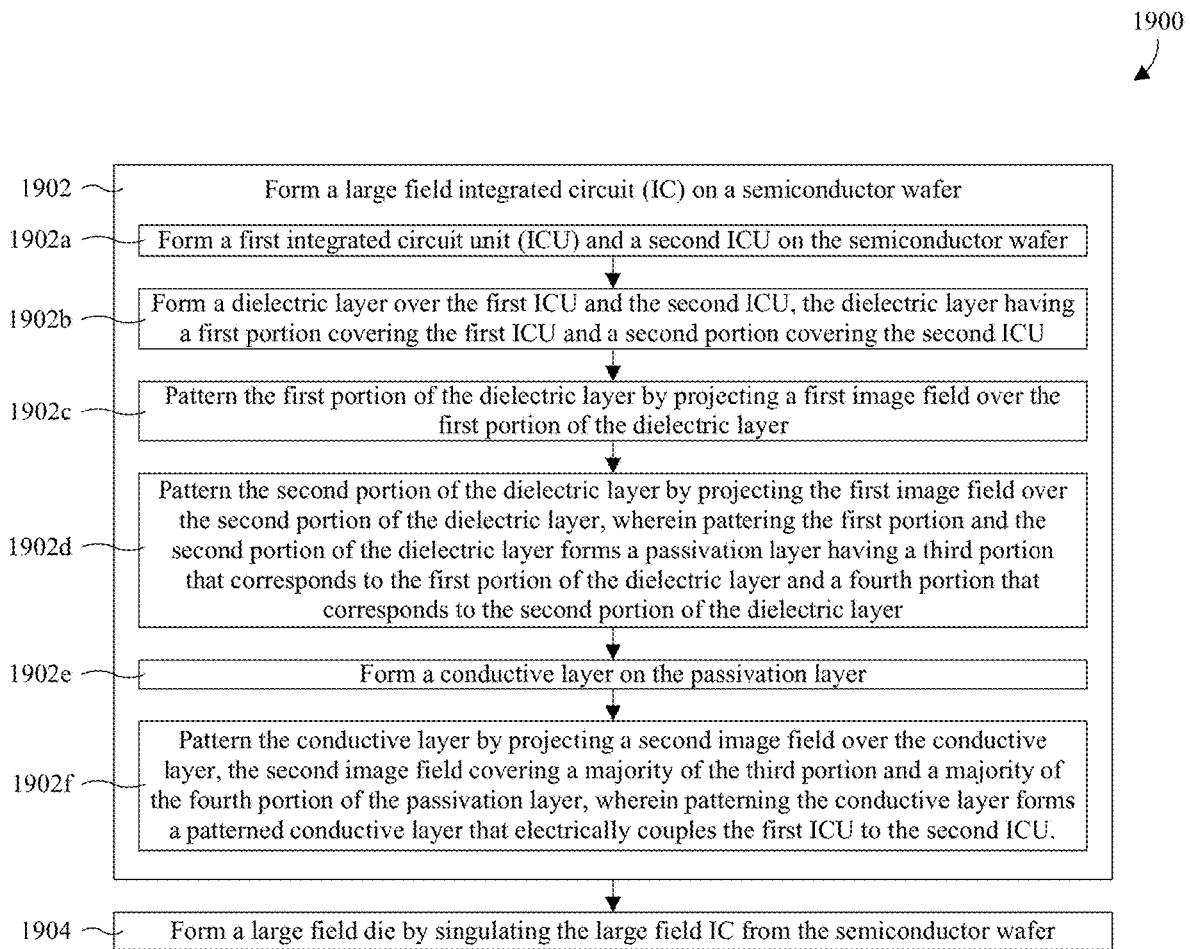 1900
1902
Form a large field integrated circuit (IC) on a semiconductor wafer
1902a
Form a first integrated circuit unit (ICU) and a second ICU on the semiconductor wafer
1902b
Form a dielectric layer over the first ICU and the second ICU, the dielectric layer having
a first portion covering the first ICU and a second portion covering the second ICU
1902c
Pattern the first portion of the dielectric layer by projecting a first image field over the
first portion of the dielectric layer
1902d
Pattern the second portion of the dielectric layer by projecting the first image field over
the second portion of the dielectric layer, wherein pattering the first portion and the
second portion of the dielectric layer forms a passivation layer having a third portion
that corresponds to the first portion of the dielectric layer and a fourth portion that
corresponds to the second portion of the dielectric layer
1902e
Form a conductive layer on the passivation layer
1902f
Pattern the conductive layer by projecting a second image field over the conductive
layer, the second image field covering a majority of the third portion and a majority of
the fourth portion of the passivation layer, wherein patterning the conductive layer forms
a patterned conductive layer that electrically couples the first ICU to the second ICU.
1904
Form a large field die by singulating the large field IC from the semiconductor wafer